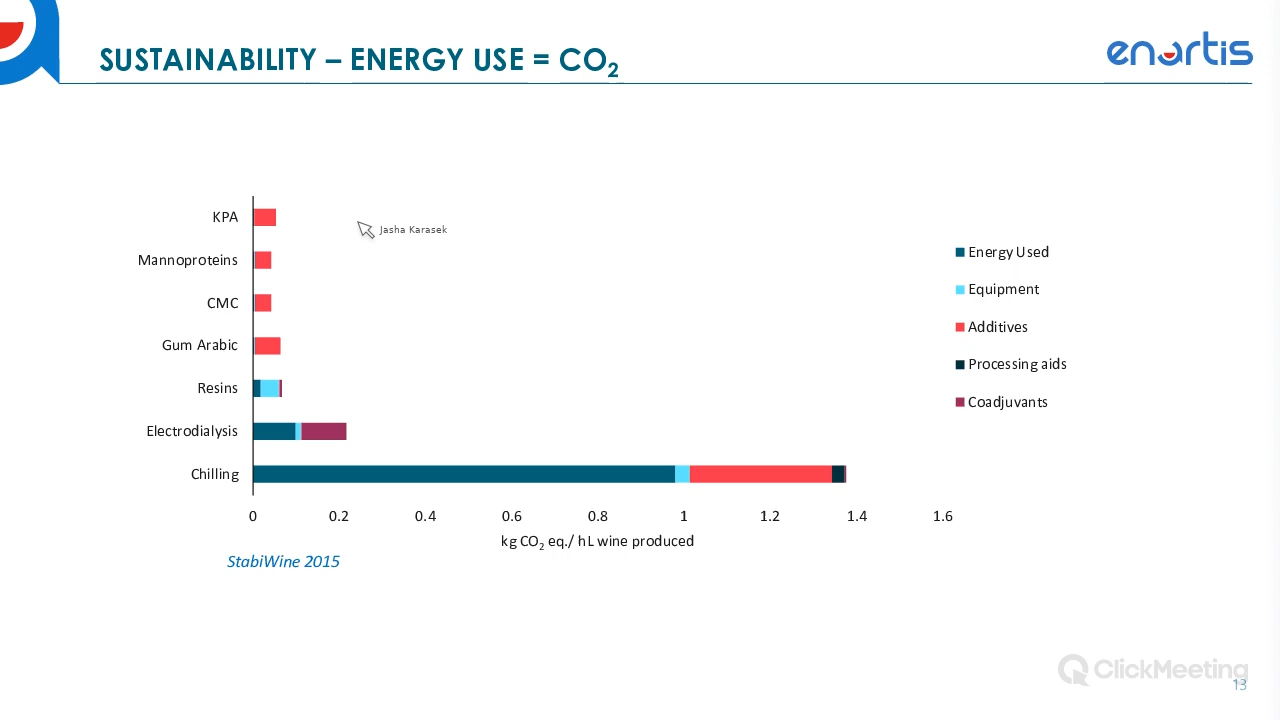 SUSTAINABILITY – ENERGY USE = CO₂
enartis
KPA
Jasha Karasek
Mannoproteins
CMC
Gum Arabic
Resins
Electrodialysis
Chilling
Energy Used
Equipment
Additives
Processing aids
Coadjuvants
0 0.2 0.4 0.6 0.8 1 1.2 1.4 1.6
kg CO₂ eq./ hL wine produced
StabiWine 2015
ClickMeeting
13